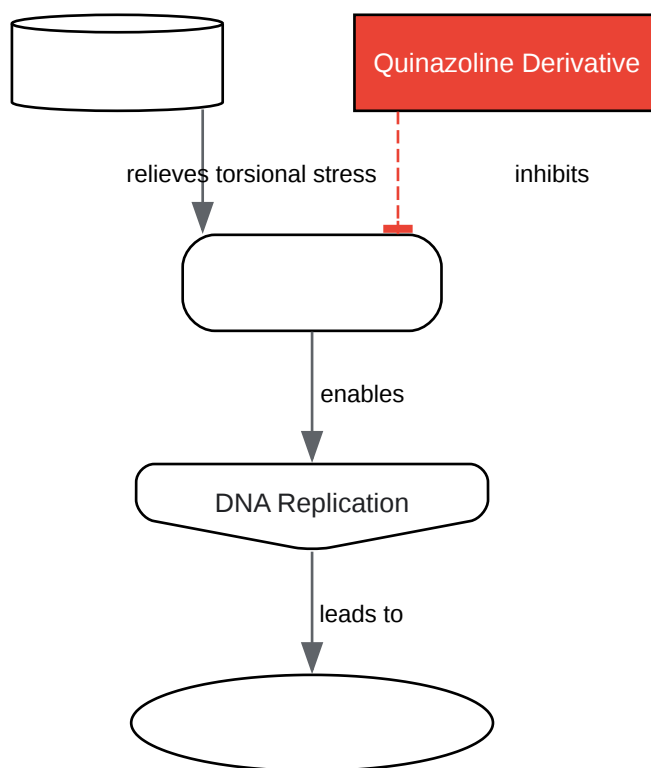 Quinazoline Derivative
relieves torsional stress
inhibits
enables
DNA Replication
leads to